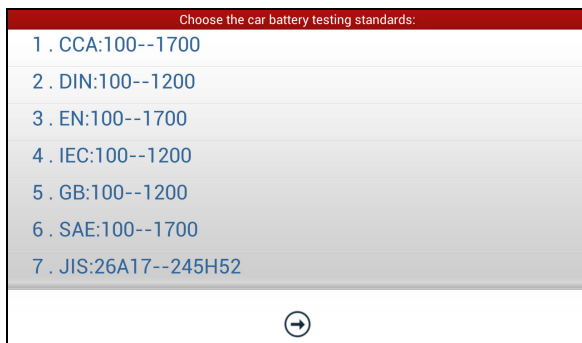 Choose the car battery testing standards:
1 . CCA:100--1700
2 . DIN:100--1200
3 . EN:100--1700
4 . IEC:100--1200
5 . GB:100--1200
6 . SAE:100--1700
7 . JIS:26A17--245H52